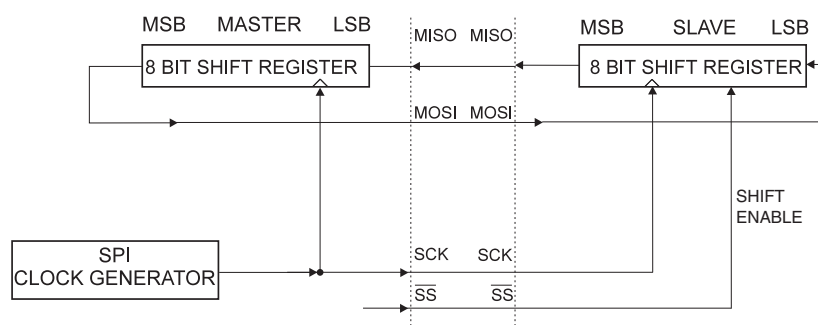 MSB MASTER LSB MISO MISO MSB SLAVE LSB
8 BIT SHIFT REGISTER 8 BIT SHIFT REGISTER
MOSI MOSI
SHIFT
ENABLE
SPI
CLOCK GENERATOR
SCK SCK
SS SS